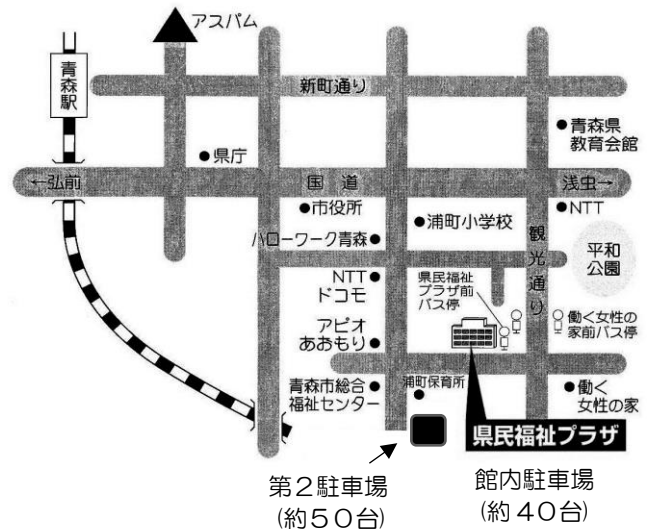 アスパム
青森駅
新町通り
青森県
教育会館
県庁
←弘前
国道
浅虫→
市役所
浦町小学校
NTT
ハローワーク青森
観光通り
平和
公園
NTT
ドコモ
県民福祉
プラザ前
バス停
働く女性の
家前バス停
アピオ
あおもり
青森市総合
福祉センター
浦町保育所
働く
女性の家
県民福祉プラザ
第2駐車場
(約50台)
館内駐車場
(約40台)